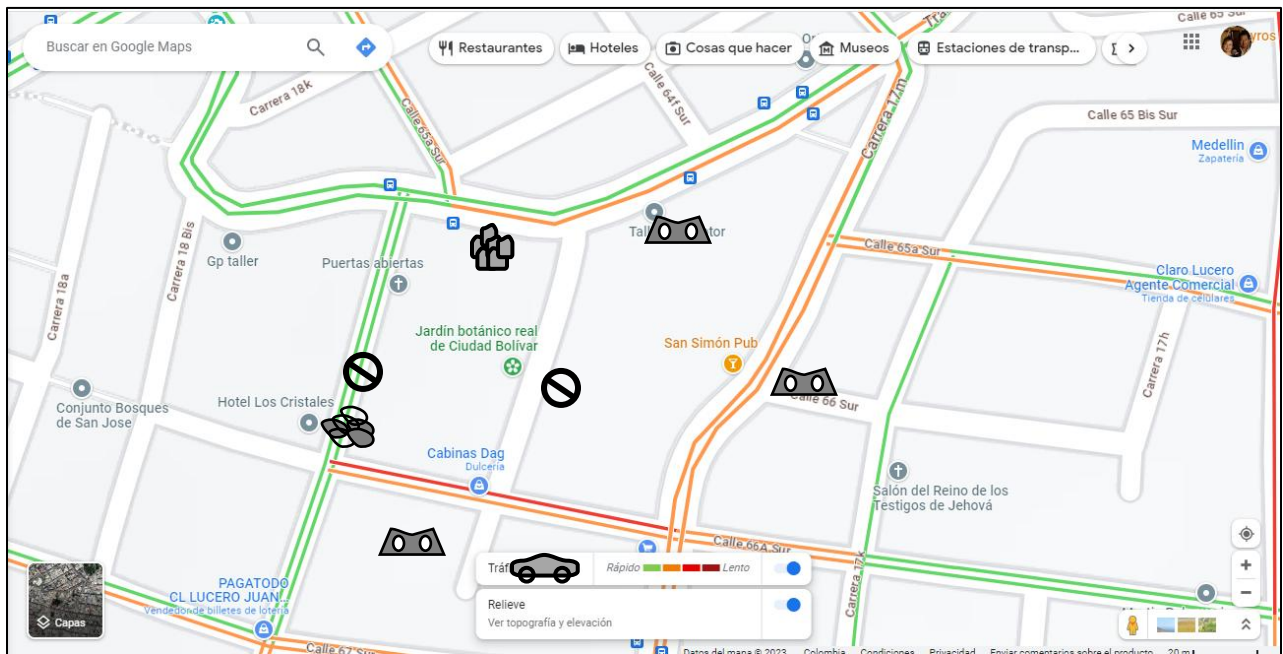 Calle 65 Sur
Buscar en Google Maps
Restaurantes
Hoteles
Cosas que hacer
Museos
Estaciones de transp...
Carrera 18k
Calle 65a Sur
Calle 64f Sur
Carrera 17m
Calle 65 Bis Sur
Medellin
Zapatería
Gp taller
Puertas abiertas
Calle 65a Sur
Claro Lucero
Agente Comercial
Tienda de celulares
Carrera 18a
Carrera 18 Bis
Jardín botánico real
de Ciudad Bolívar
San Simón Pub
Carrera 17h
Conjunto Bosques
de San Jose
Hotel Los Cristales
Calle 66 Sur
Cabinas Dag
Dulcería
Salón del Reino de los
Testigos de Jehová
Calle 66A Sur
Carrera 17k
Rápido
Lento
PAGATODO
CL LUCERO JUAN...
Vendedor de billetes de lotería
Capas
Relieve
Ver topografía y elevación
Calle 67 Sur
Datos del mapa © 2023
Colombia
Condiciones
Privacidad
Enviar comentarios sobre el producto
20 m